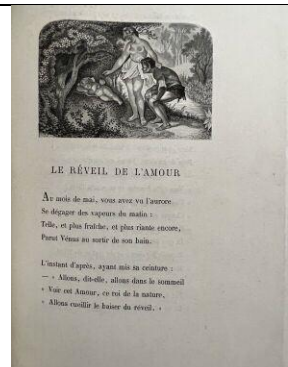 LE RÉVEIL DE L'AMOUR
Au mois de mai, vous avez vu l'aurore
Se dégager des vapeurs du matin :
Telle, et plus fraîche, et plus riante encore,
Parut Vénus au sortir de son bain.
L'instant d'après, ayant mis sa ceinture :
— « Allons, dit-elle, allons dans le sommeil
« Voir cet Amour, ce roi de la nature,
« Allons cueillir le baiser du réveil. »